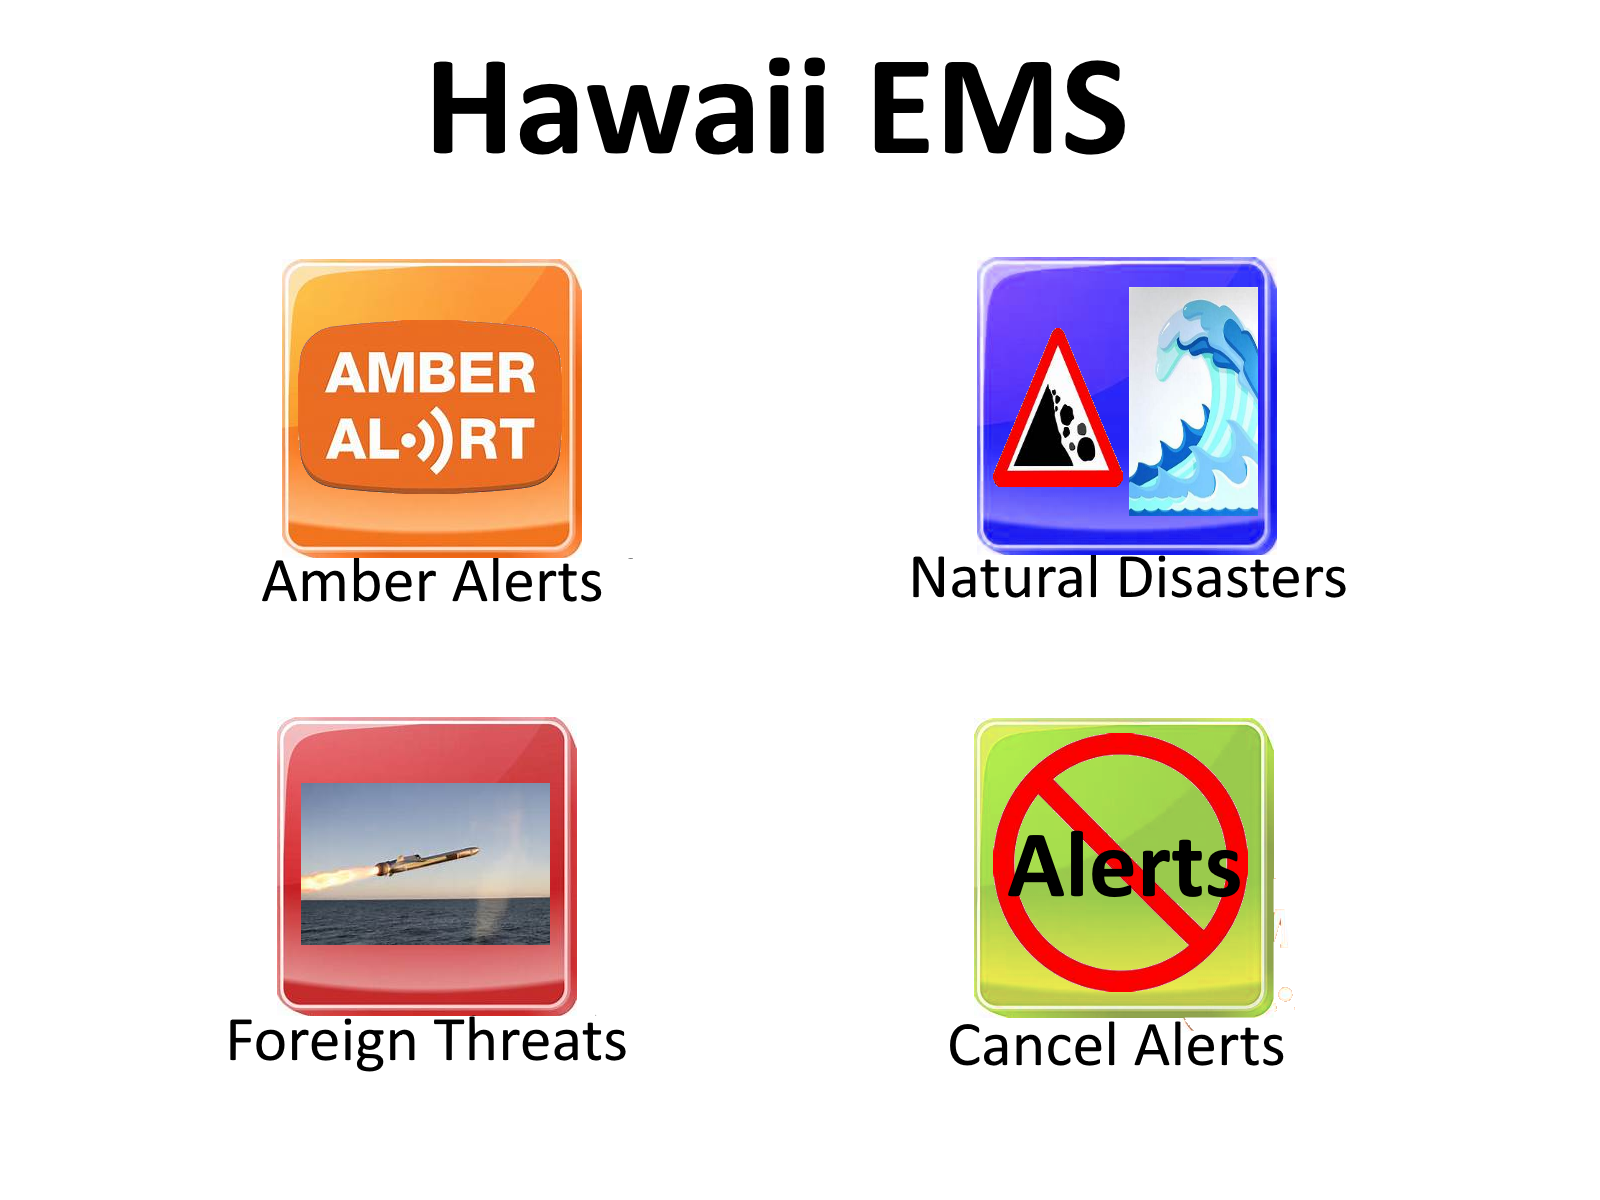 Hawaii EMS
AMBER
AL RT
Amber Alerts
Natural Disasters
Alerts
Foreign Threats
Cancel Alerts